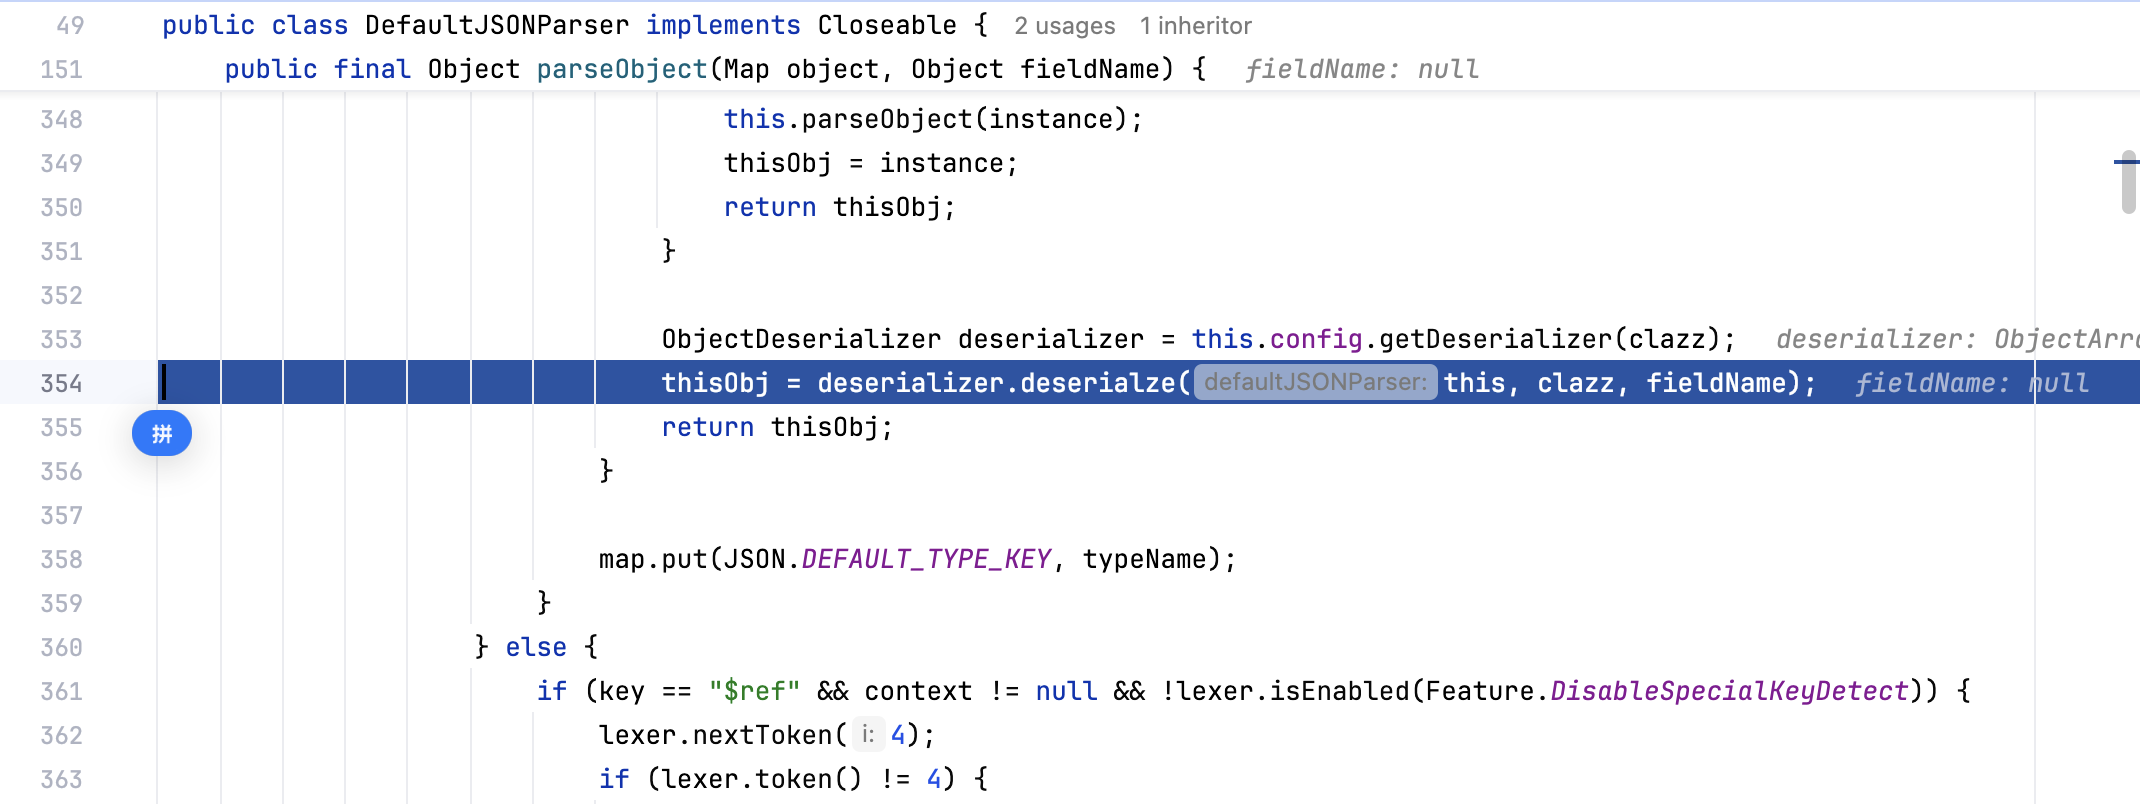 49 public class DefaultJSONParser implements Closeable { 2 usages 1 inheritor
151 public final Object parseObject(Map object, Object fieldName) { fieldName: null
348 this.parseObject(instance);
349 thisObj = instance;
350 return thisObj;
351 }
352
353 ObjectDeserializer deserializer = this.config.getDeserializer(clazz); deserializer: ObjectArra
354 thisObj = deserializer.deserialze( defaultJSONParser: this, clazz, fieldName); fieldName: null
355 return thisObj;
拼
356 }
357
358 map.put(JSON.DEFAULT_TYPE_KEY, typeName);
359 }
360 } else {
361 if (key == "$ref" && context != null && !lexer.isEnabled(Feature.DisableSpecialKeyDetect)) {
362 lexer.nextToken( i: 4);
363 if (lexer.token() != 4) {